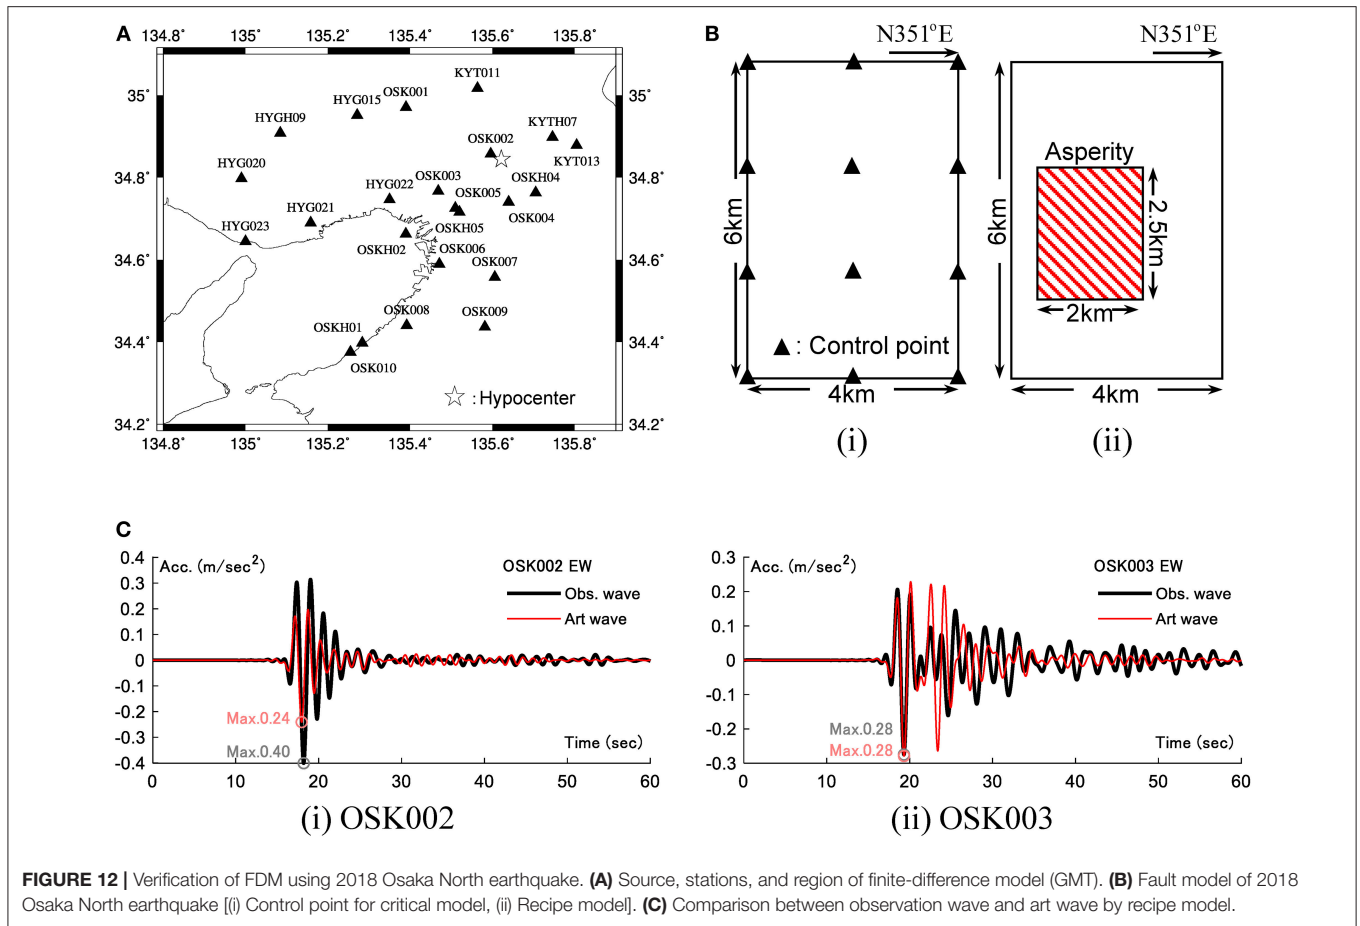 A
134.8˚ 135˚ 135.2˚ 135.4˚ 135.6˚ 135.8˚
35˚ 35˚
34.8˚ 34.8˚
34.6˚ 34.6˚
34.4˚ 34.4˚
34.2˚ 34.2˚
134.8˚ 135˚ 135.2˚ 135.4˚ 135.6˚ 135.8˚
KYT011
OSK001
HYG015
HYGH09
KYTH07
OSK002
KYT013
HYG020
OSK003
OSKH04
HYG022
OSK005
OSK004
HYG021
HYG023
OSKH05
OSKH02
OSK006
OSK007
OSK008
OSK009
OSKH01
OSK010
: Hypocenter
B
N351°E
6km
: Control point
4km
(i)
N351°E
6km
Asperity
2.5km
2km
4km
(ii)
C
Acc. (m/sec2)
OSK002 EW
Obs. wave
Art wave
0.4
0.3
0.2
0.1
0
-0.1
-0.2
-0.3
-0.4
Max.0.24
Max.0.40
Time (sec)
0 10 20 30 40 50 60
(i) OSK002
Acc. (m/sec2)
OSK003 EW
Obs. wave
Art wave
0.3
0.2
0.1
0
-0.1
-0.2
-0.3
Max.0.28
Max.0.28
Time (sec)
0 10 20 30 40 50 60
(ii) OSK003
FIGURE 12 | Verification of FDM using 2018 Osaka North earthquake. (A) Source, stations, and region of finite-difference model (GMT). (B) Fault model of 2018
Osaka North earthquake [(i) Control point for critical model, (ii) Recipe model]. (C) Comparison between observation wave and art wave by recipe model.